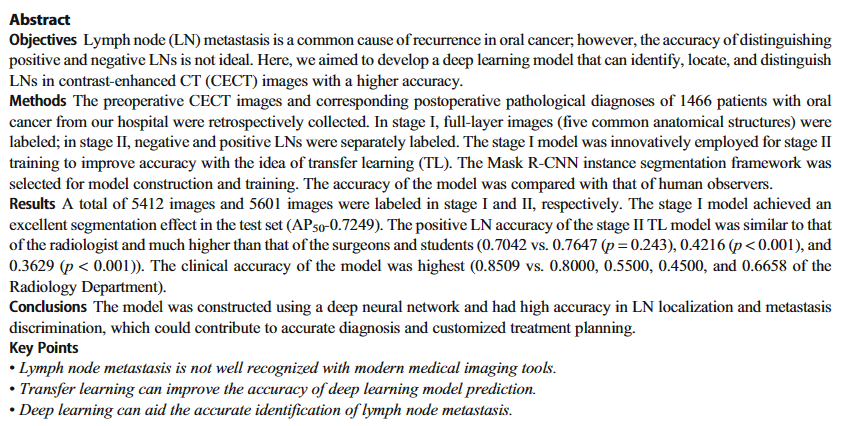 Abstract
Objectives Lymph node (LN) metastasis is a common cause of recurrence in oral cancer; however, the accuracy of distinguishing
positive and negative LNs is not ideal. Here, we aimed to develop a deep learning model that can identify, locate, and distinguish
LNs in contrast-enhanced CT (CECT) images with a higher accuracy.
Methods The preoperative CECT images and corresponding postoperative pathological diagnoses of 1466 patients with oral
cancer from our hospital were retrospectively collected. In stage I, full-layer images (five common anatomical structures) were
labeled; in stage II, negative and positive LNs were separately labeled. The stage I model was innovatively employed for stage II
training to improve accuracy with the idea of transfer learning (TL). The Mask R-CNN instance segmentation framework was
selected for model construction and training. The accuracy of the model was compared with that of human observers.
Results A total of 5412 images and 5601 images were labeled in stage I and II, respectively. The stage I model achieved an
excellent segmentation effect in the test set (AP50-0.7249). The positive LN accuracy of the stage II TL model was similar to that
of the radiologist and much higher than that of the surgeons and students (0.7042 vs. 0.7647 (p = 0.243), 0.4216 (p < 0.001), and
0.3629 (p < 0.001)). The clinical accuracy of the model was highest (0.8509 vs. 0.8000, 0.5500, 0.4500, and 0.6658 of the
Radiology Department).
Conclusions The model was constructed using a deep neural network and had high accuracy in LN localization and metastasis
discrimination, which could contribute to accurate diagnosis and customized treatment planning.
Key Points
• Lymph node metastasis is not well recognized with modern medical imaging tools.
• Transfer learning can improve the accuracy of deep learning model prediction.
• Deep learning can aid the accurate identification of lymph node metastasis.